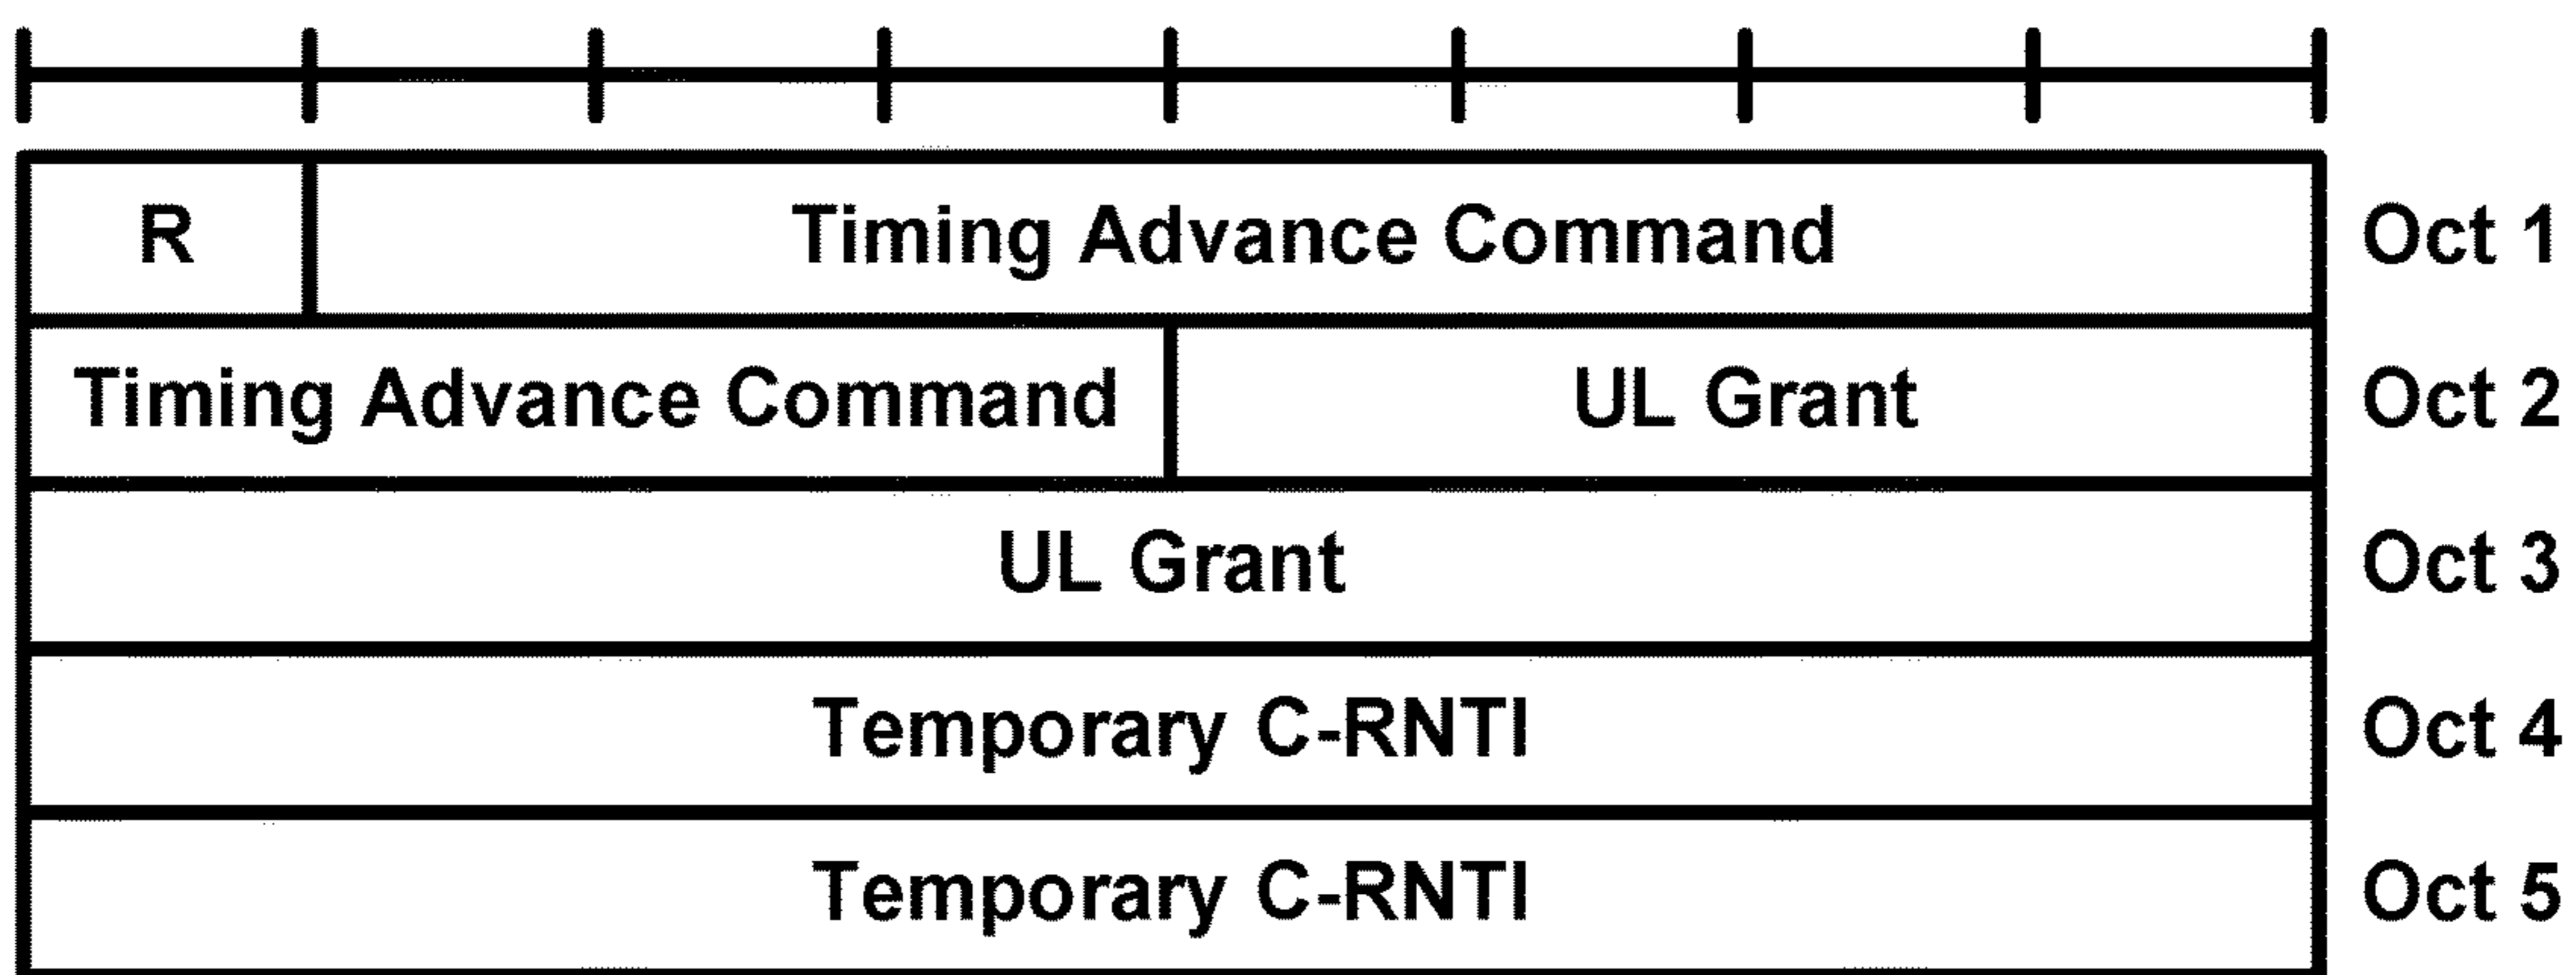 R Timing Advance Command Oct 1
Timing Advance Command UL Grant Oct 2
UL Grant Oct 3
Temporary C-RNTI Oct 4
Temporary C-RNTI Oct 5